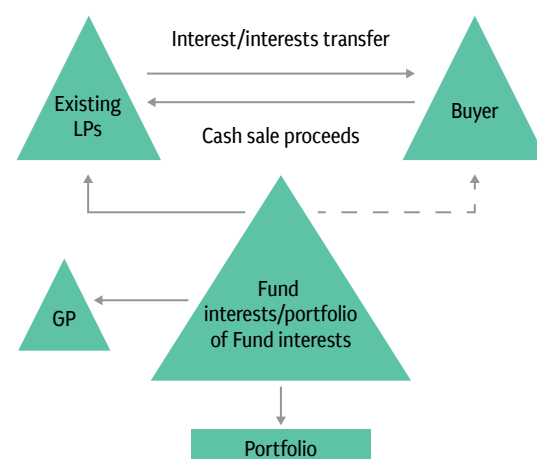 Interest/interests transfer
Existing
LPs
Buyer
Cash sale proceeds
Fund
interests/portfolio
of Fund interests
GP
Portfolio